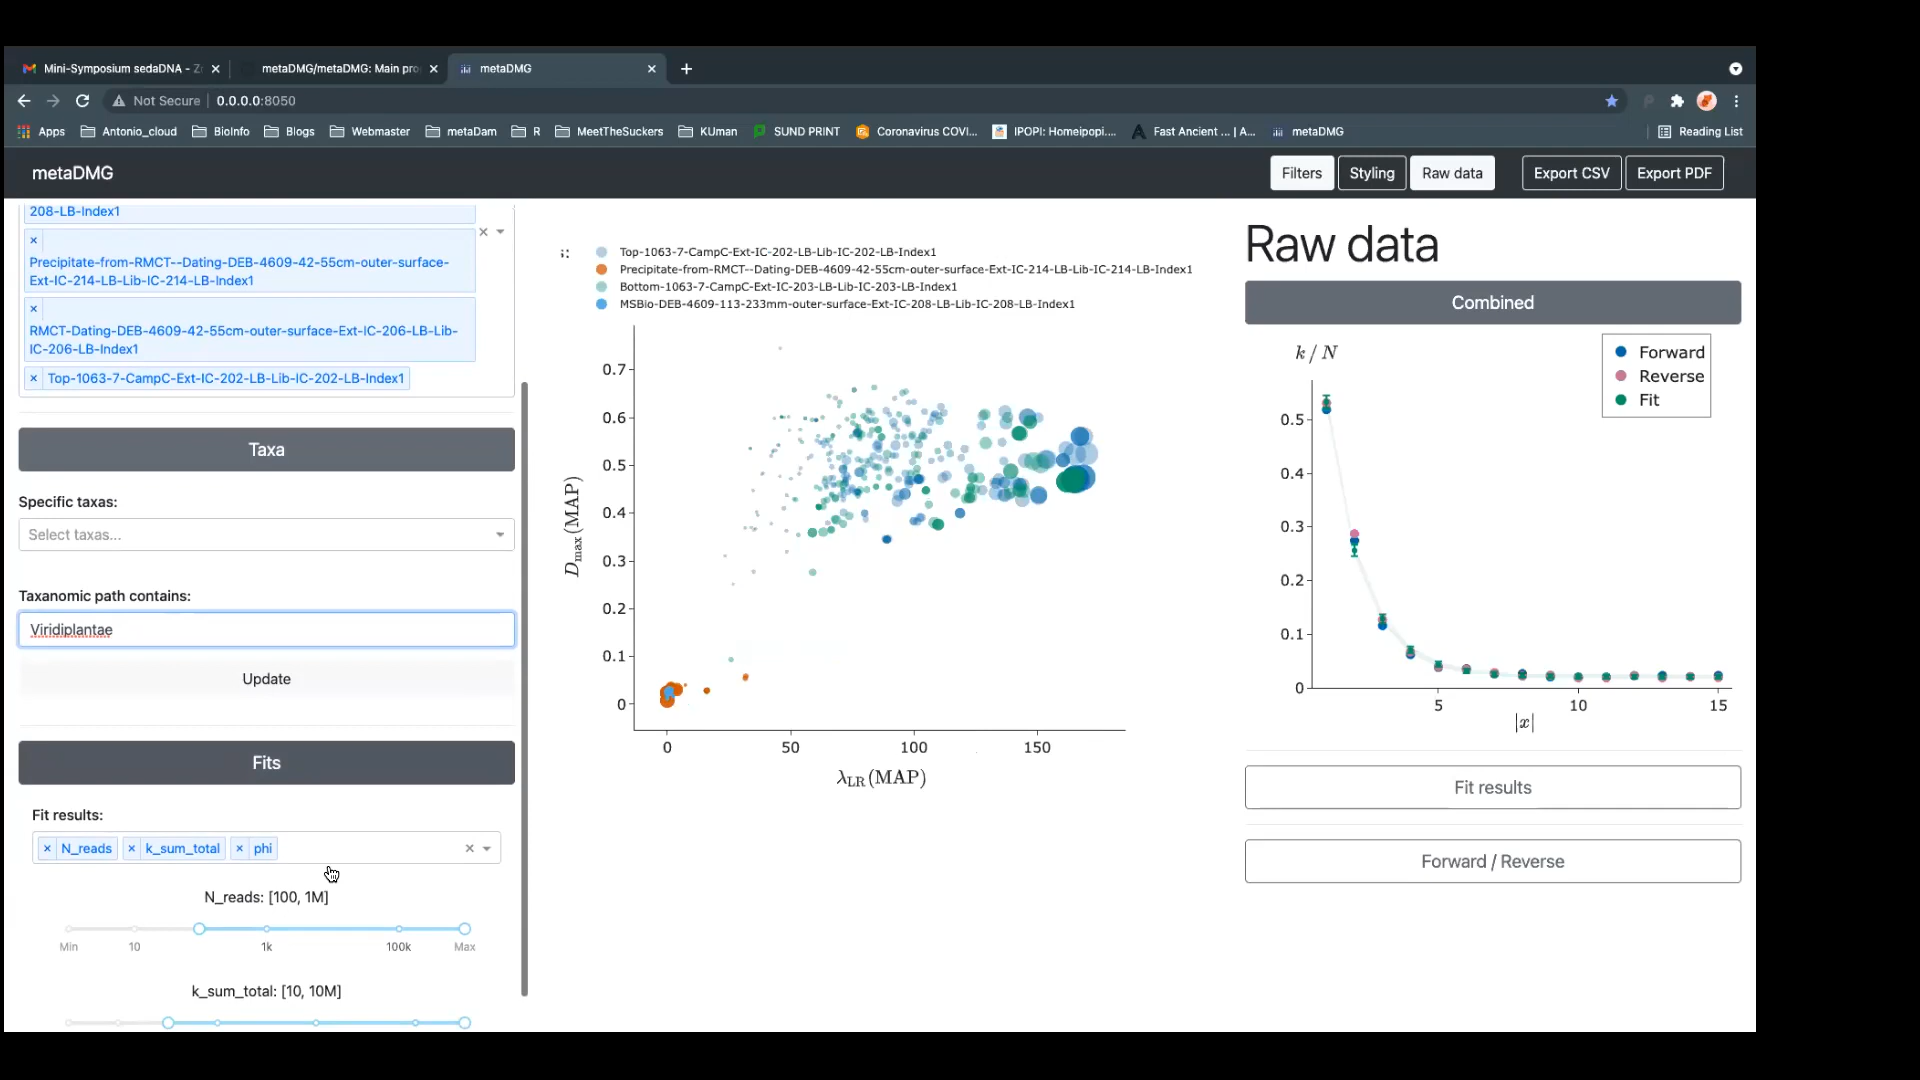 Mini-Symposium sedaDNA - Z
metaDMG/metaDMG: Main pro
metaDMG
Not Secure
0.0.0.0:8050
Apps
Antonio_cloud
BioInfo
Blogs
Webmaster
metaDam
R
MeetTheSuckers
KUman
SUND PRINT
Coronavirus COVI...
IPOPI: Homeipopi....
Fast Ancient ... | A...
metaDMG
Reading List
metaDMG
Filters
Styling
Raw data
Export CSV
Export PDF
208-LB-Index1
×
Precipitate-from-RMCT--Dating-DEB-4609-42-55cm-outer-surface-
Ext-IC-214-LB-Lib-IC-214-LB-Index1
×
RMCT-Dating-DEB-4609-42-55cm-outer-surface-Ext-IC-206-LB-Lib-
IC-206-LB-Index1
× Top-1063-7-CampC-Ext-IC-202-LB-Lib-IC-202-LB-Index1
Taxa
Specific taxas:
Select taxas...
Taxanomic path contains:
Viridiplantae
Update
Fits
Fit results:
× N_reads × k_sum_total × phi
N_reads: [100, 1M]
Min 10 1k 100k Max
k_sum_total: [10, 10M]
Top-1063-7-CampC-Ext-IC-202-LB-Lib-IC-202-LB-Index1
Precipitate-from-RMCT--Dating-DEB-4609-42-55cm-outer-surface-Ext-IC-214-LB-Lib-IC-214-LB-Index1
Bottom-1063-7-CampC-Ext-IC-203-LB-Lib-IC-203-LB-Index1
MSBio-DEB-4609-113-233mm-outer-surface-Ext-IC-208-LB-Lib-IC-208-LB-Index1
0.7
0.6
0.5
0.4
0.3
0.2
0.1
0
D_max (MAP)
0 50 100 150
λ_LR (MAP)
Raw data
Combined
k / N
Forward
Reverse
Fit
0.5
0.4
0.3
0.2
0.1
0
5 10 15
|x|
Fit results
Forward / Reverse